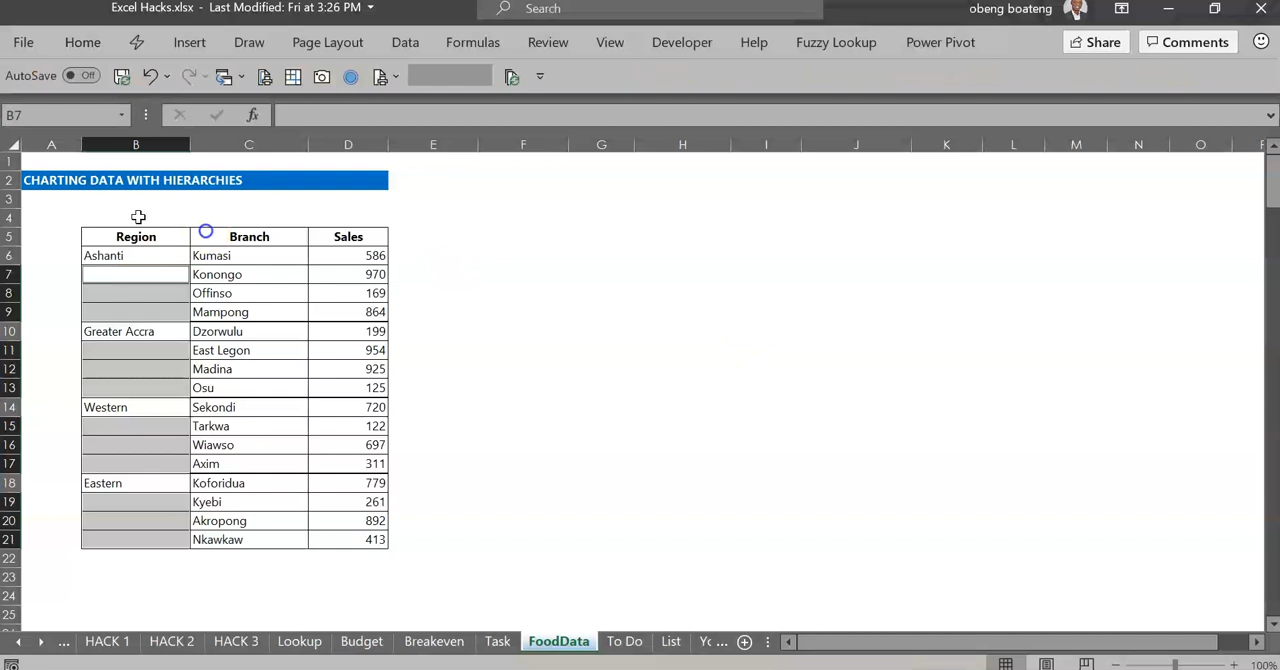 Excel Hacks.xlsx - Last Modified: Fri at 3:26 PM
Search
obeng boateng
File Home Insert Draw Page Layout Data Formulas Review View Developer Help Fuzzy Lookup Power Pivot Share Comments
AutoSave Off
B7
fx
A B C D E F G H I J K L M N O
1
2 CHARTING DATA WITH HIERARCHIES
3
4
5 Region Branch Sales
6 Ashanti Kumasi 586
7 Konongo 970
8 Offinso 169
9 Mampong 864
10 Greater Accra Dzorwulu 199
11 East Legon 954
12 Madina 925
13 Osu 125
14 Western Sekondi 720
15 Tarkwa 122
16 Wiawso 697
17 Axim 311
18 Eastern Koforidua 779
19 Kyebi 261
20 Akropong 892
21 Nkawkaw 413
22
23
24
25
... HACK 1 HACK 2 HACK 3 Lookup Budget Breakeven Task FoodData To Do List Yc ...
100%